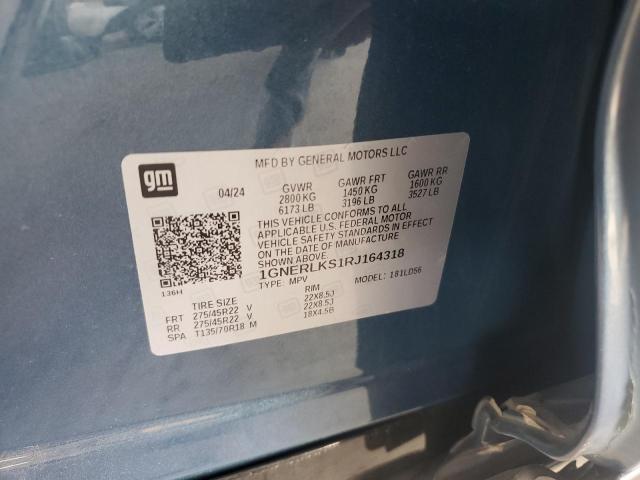 MFD BY GENERAL MOTORS LLC
gm
04/24 GVWR GAWR FRT GAWR RR
2800 KG 1450 KG 1600 KG
6173 LB 3196 LB 3527 LB
THIS VEHICLE CONFORMS TO ALL
APPLICABLE U.S. FEDERAL MOTOR
VEHICLE SAFETY STANDARDS IN EFFECT
ON THE DATE OF MANUFACTURE
SHOWN ABOVE.
1GNERLKS1RJ164318
136H TYPE: MPV MODEL: 181LD56
TIRE SIZE RIM
FRT 275/45R22 V 22X8.5J
RR 275/45R22 V 22X8.5J
SPA T135/70R18 M 18X4.5B